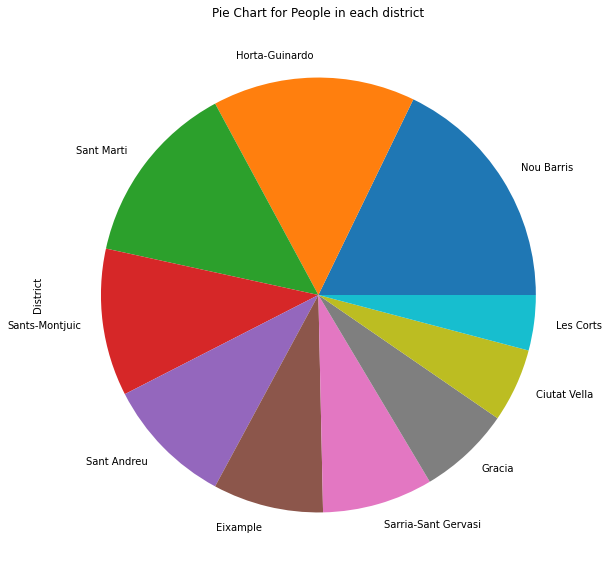 Pie Chart for People in each district
Horta-Guinardo
Sant Marti
Nou Barris
District
Sants-Montjuic
Les Corts
Ciutat Vella
Sant Andreu
Gracia
Eixample
Sarria-Sant Gervasi